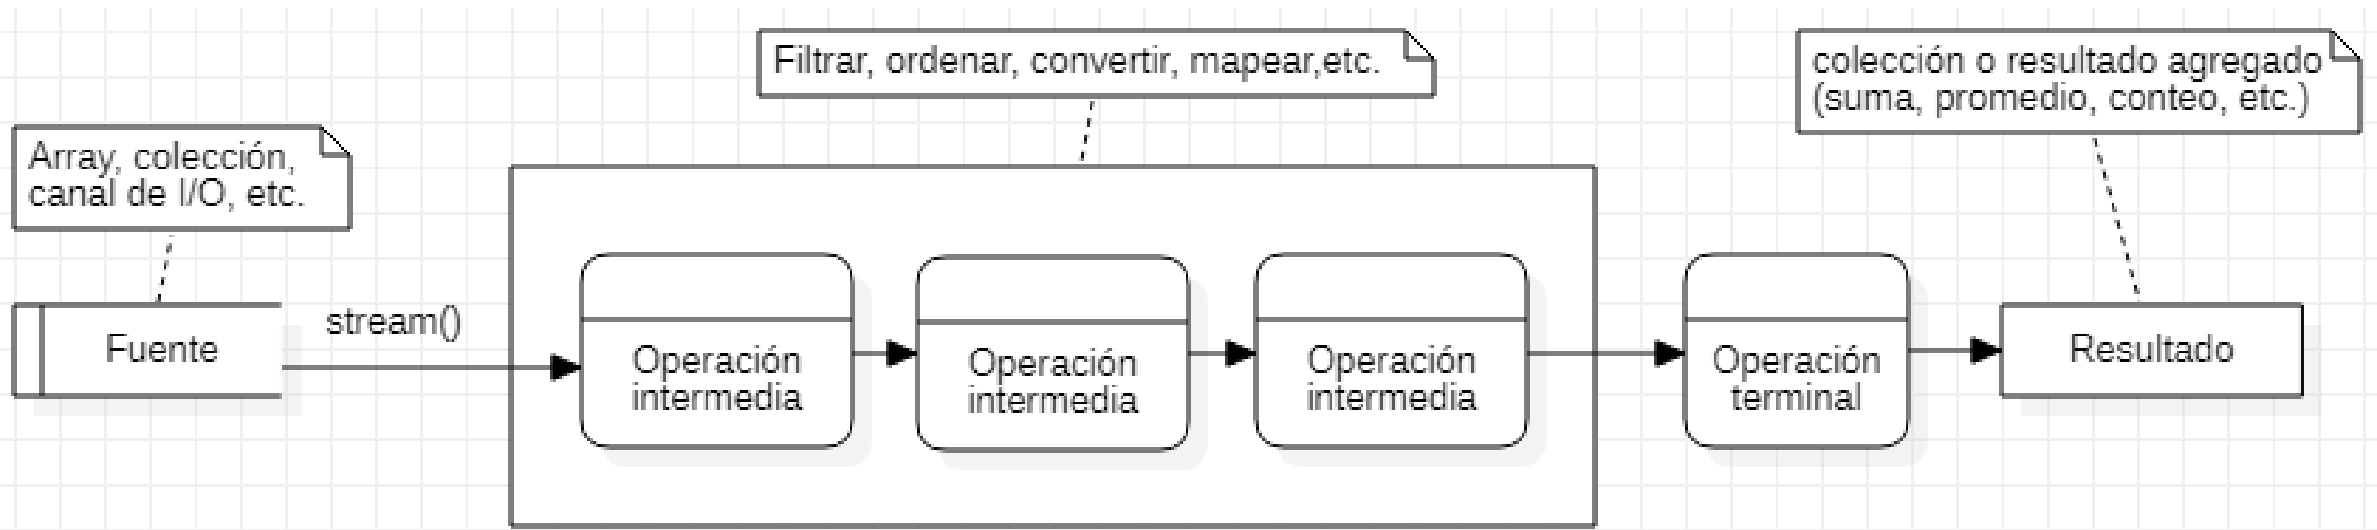 Filtrar, ordenar, convertir, mapear,etc.
colección o resultado agregado
(suma, promedio, conteo, etc.)
Array, colección,
canal de I/O, etc.
Fuente
stream()
Operación
intermedia
Operación
intermedia
Operación
intermedia
Operación
terminal
Resultado